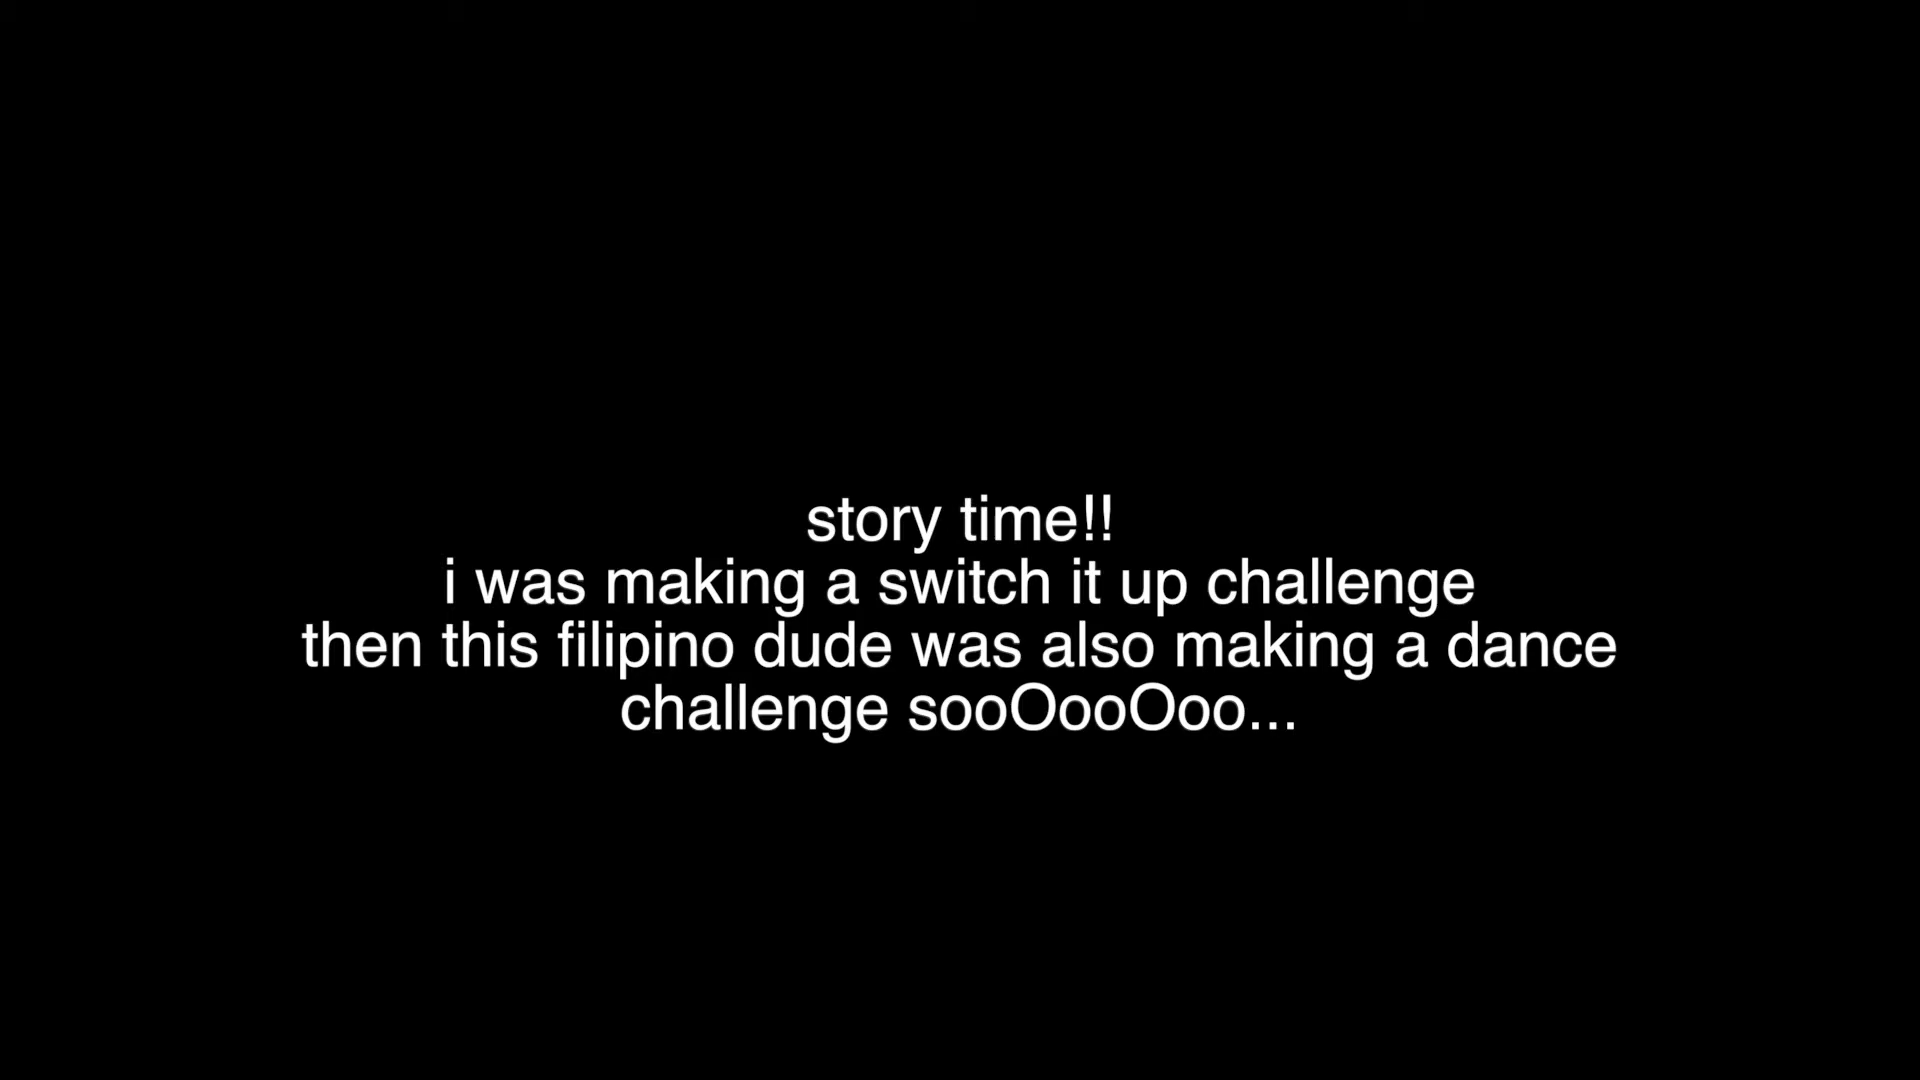 story time!!
i was making a switch it up challenge
then this filipino dude was also making a dance
challenge sooOooOoo...